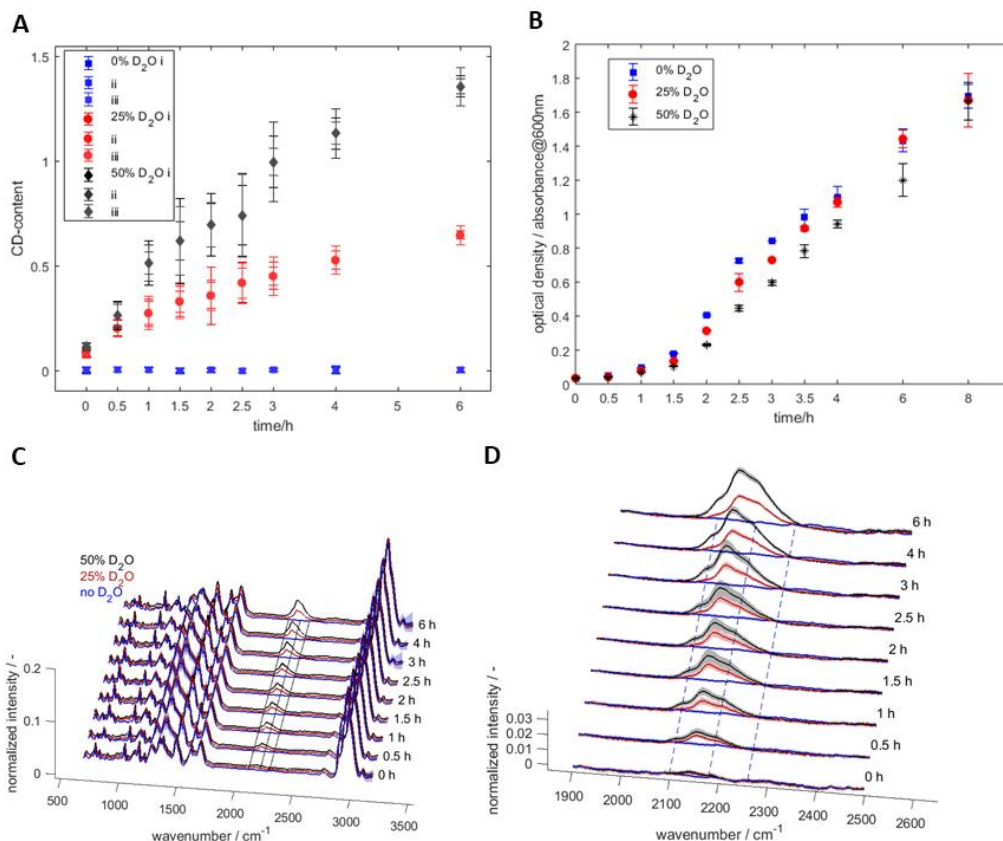 A
1.5
1
0.5
0
CD-content
0% D2O i
ii
iii
25% D2O i
ii
iii
50% D2O i
ii
iii
0 0.5 1 1.5 2 2.5 3 4 5 6
time/h
B
2
1.8
1.6
1.4
1.2
1
0.8
0.6
0.4
0.2
0
optical density / absorbance@600nm
0% D2O
25% D2O
50% D2O
0 0.5 1 1.5 2 2.5 3 3.5 4 6 8
time/h
C
50% D2O
25% D2O
no D2O
0.2
0.1
0
normalized intensity / -
6 h
4 h
3 h
2.5 h
2 h
1.5 h
1 h
0.5 h
0 h
500 1000 1500 2000 2500 3000 3500
wavenumber / cm-1
D
6 h
4 h
3 h
2.5 h
2 h
1.5 h
1 h
0.5 h
0 h
0.03
0.02
0.01
0
normalized intensity / -
1900 2000 2100 2200 2300 2400 2500 2600
wavenumber / cm-1